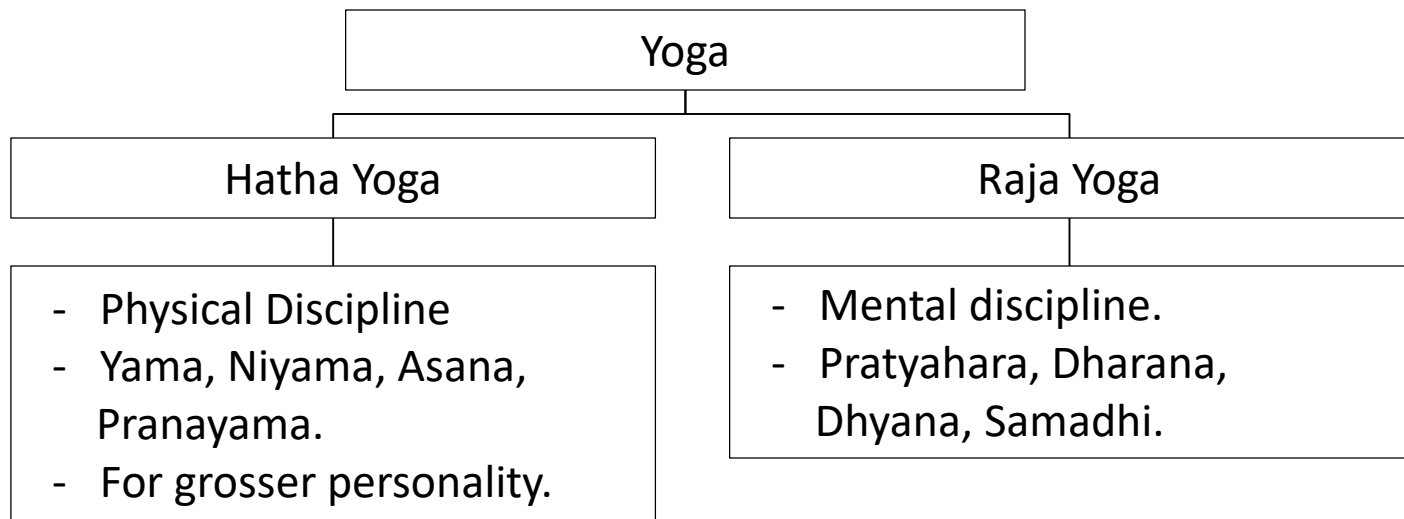 Yoga
Hatha Yoga
Raja Yoga
- Physical Discipline
- Yama, Niyama, Asana,
Pranayama.
- For grosser personality.
- Mental discipline.
- Pratyahara, Dharana,
Dhyana, Samadhi.